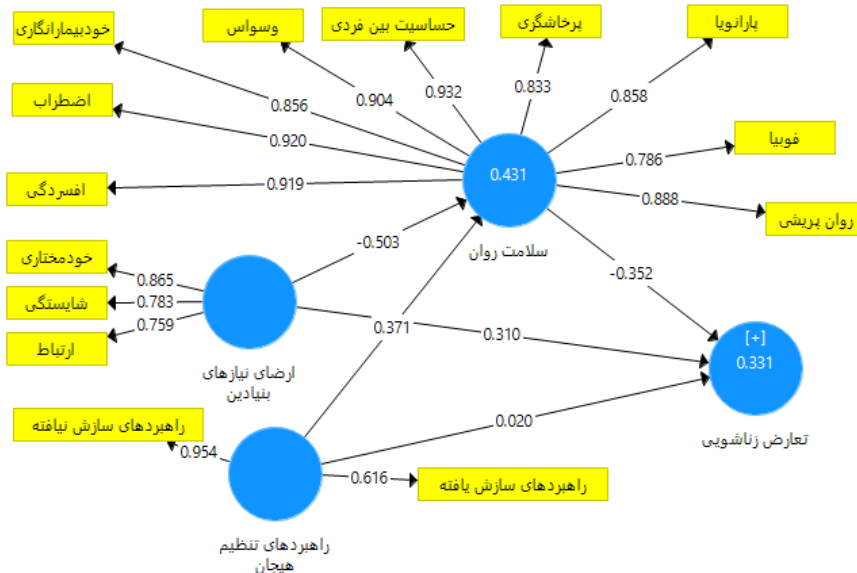 خودبیمارانگاری
وسواس
حساسیت بین فردی
پرخاشگری
پارانویا
اضطراب
0.856
0.904
0.932
0.833
0.858
0.920
فوبیا
0.786
افسردگی
0.919
0.431
0.888
روان پریشی
سلامت روان
-0.503
-0.352
خودمختاری
0.865
شایستگی
0.783
ارتباط
0.759
0.371
0.310
[+]
0.331
ارضای نیازهای
بنیادین
تعارض زناشویی
0.020
راهبردهای سازش نیافته
0.954
0.616
راهبردهای سازش یافته
راهبردهای تنظیم
هیجان